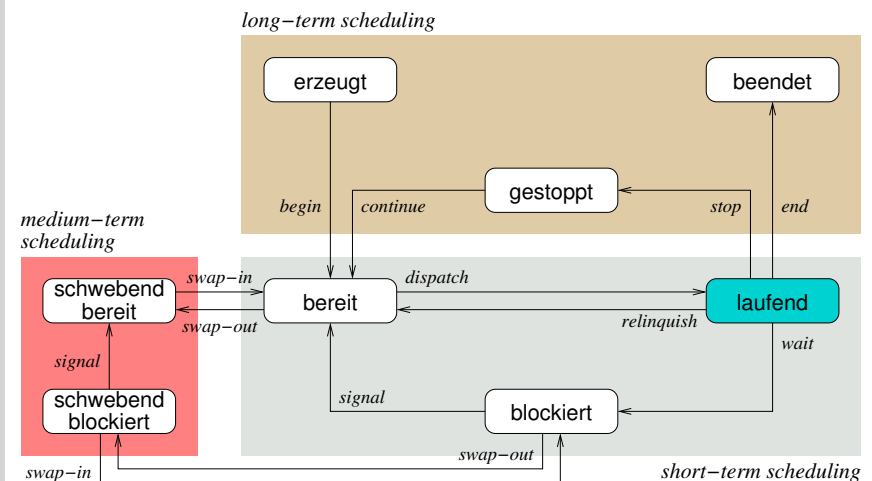 long−term scheduling
erzeugt
beendet
gestoppt
begin
continue
stop
end
medium−term
scheduling
swap−in
dispatch
schwebend
bereit
bereit
laufend
swap−out
relinquish
wait
signal
schwebend
blockiert
signal
blockiert
swap−out
swap−in
short−term scheduling